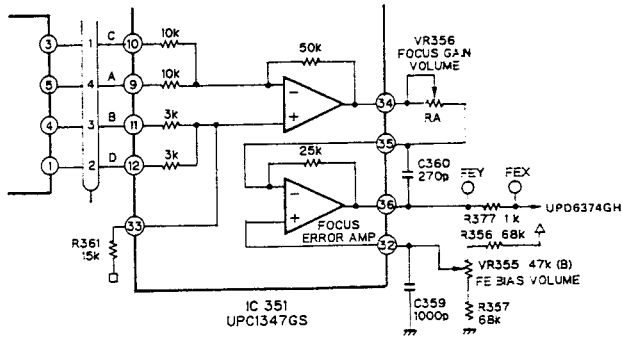 3 1 C 10 10k
5 4 A 9 10k
4 3 B 11 3k
1 2 D 12 3k
50k
34
VR356
FOCUS GAIN
VOLUME
RA
35
25k
C360
270p
FEY FEX
36
UPD6374GH
R377 1k
R356 68k
FOCUS
ERROR AMP
32
33
R361
15k
VR355 47k (B)
FE BIAS VOLUME
C359
1000p
R357
68k
IC 351
UPC1347GS